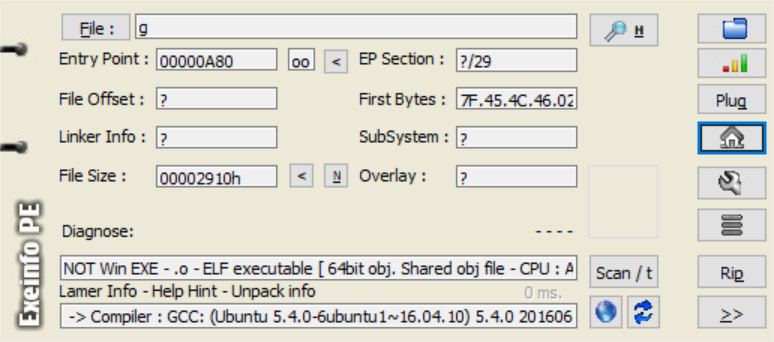 File : g H
Entry Point : 00000A80 oo < EP Section : ?/29
File Offset : ? First Bytes : 7F.45.4C.46.02 Plug
Linker Info : ? SubSystem : ?
File Size : 00002910h < N Overlay : ?
Diagnose: - - - -
NOT Win EXE - .o - ELF executable [ 64bit obj. Shared obj file - CPU : A Scan / t Rip
Lamer Info - Help Hint - Unpack info 0 ms.
-> Compiler : GCC: (Ubuntu 5.4.0-6ubuntu1~16.04.10) 5.4.0 201606 >>
Exeinfo PE